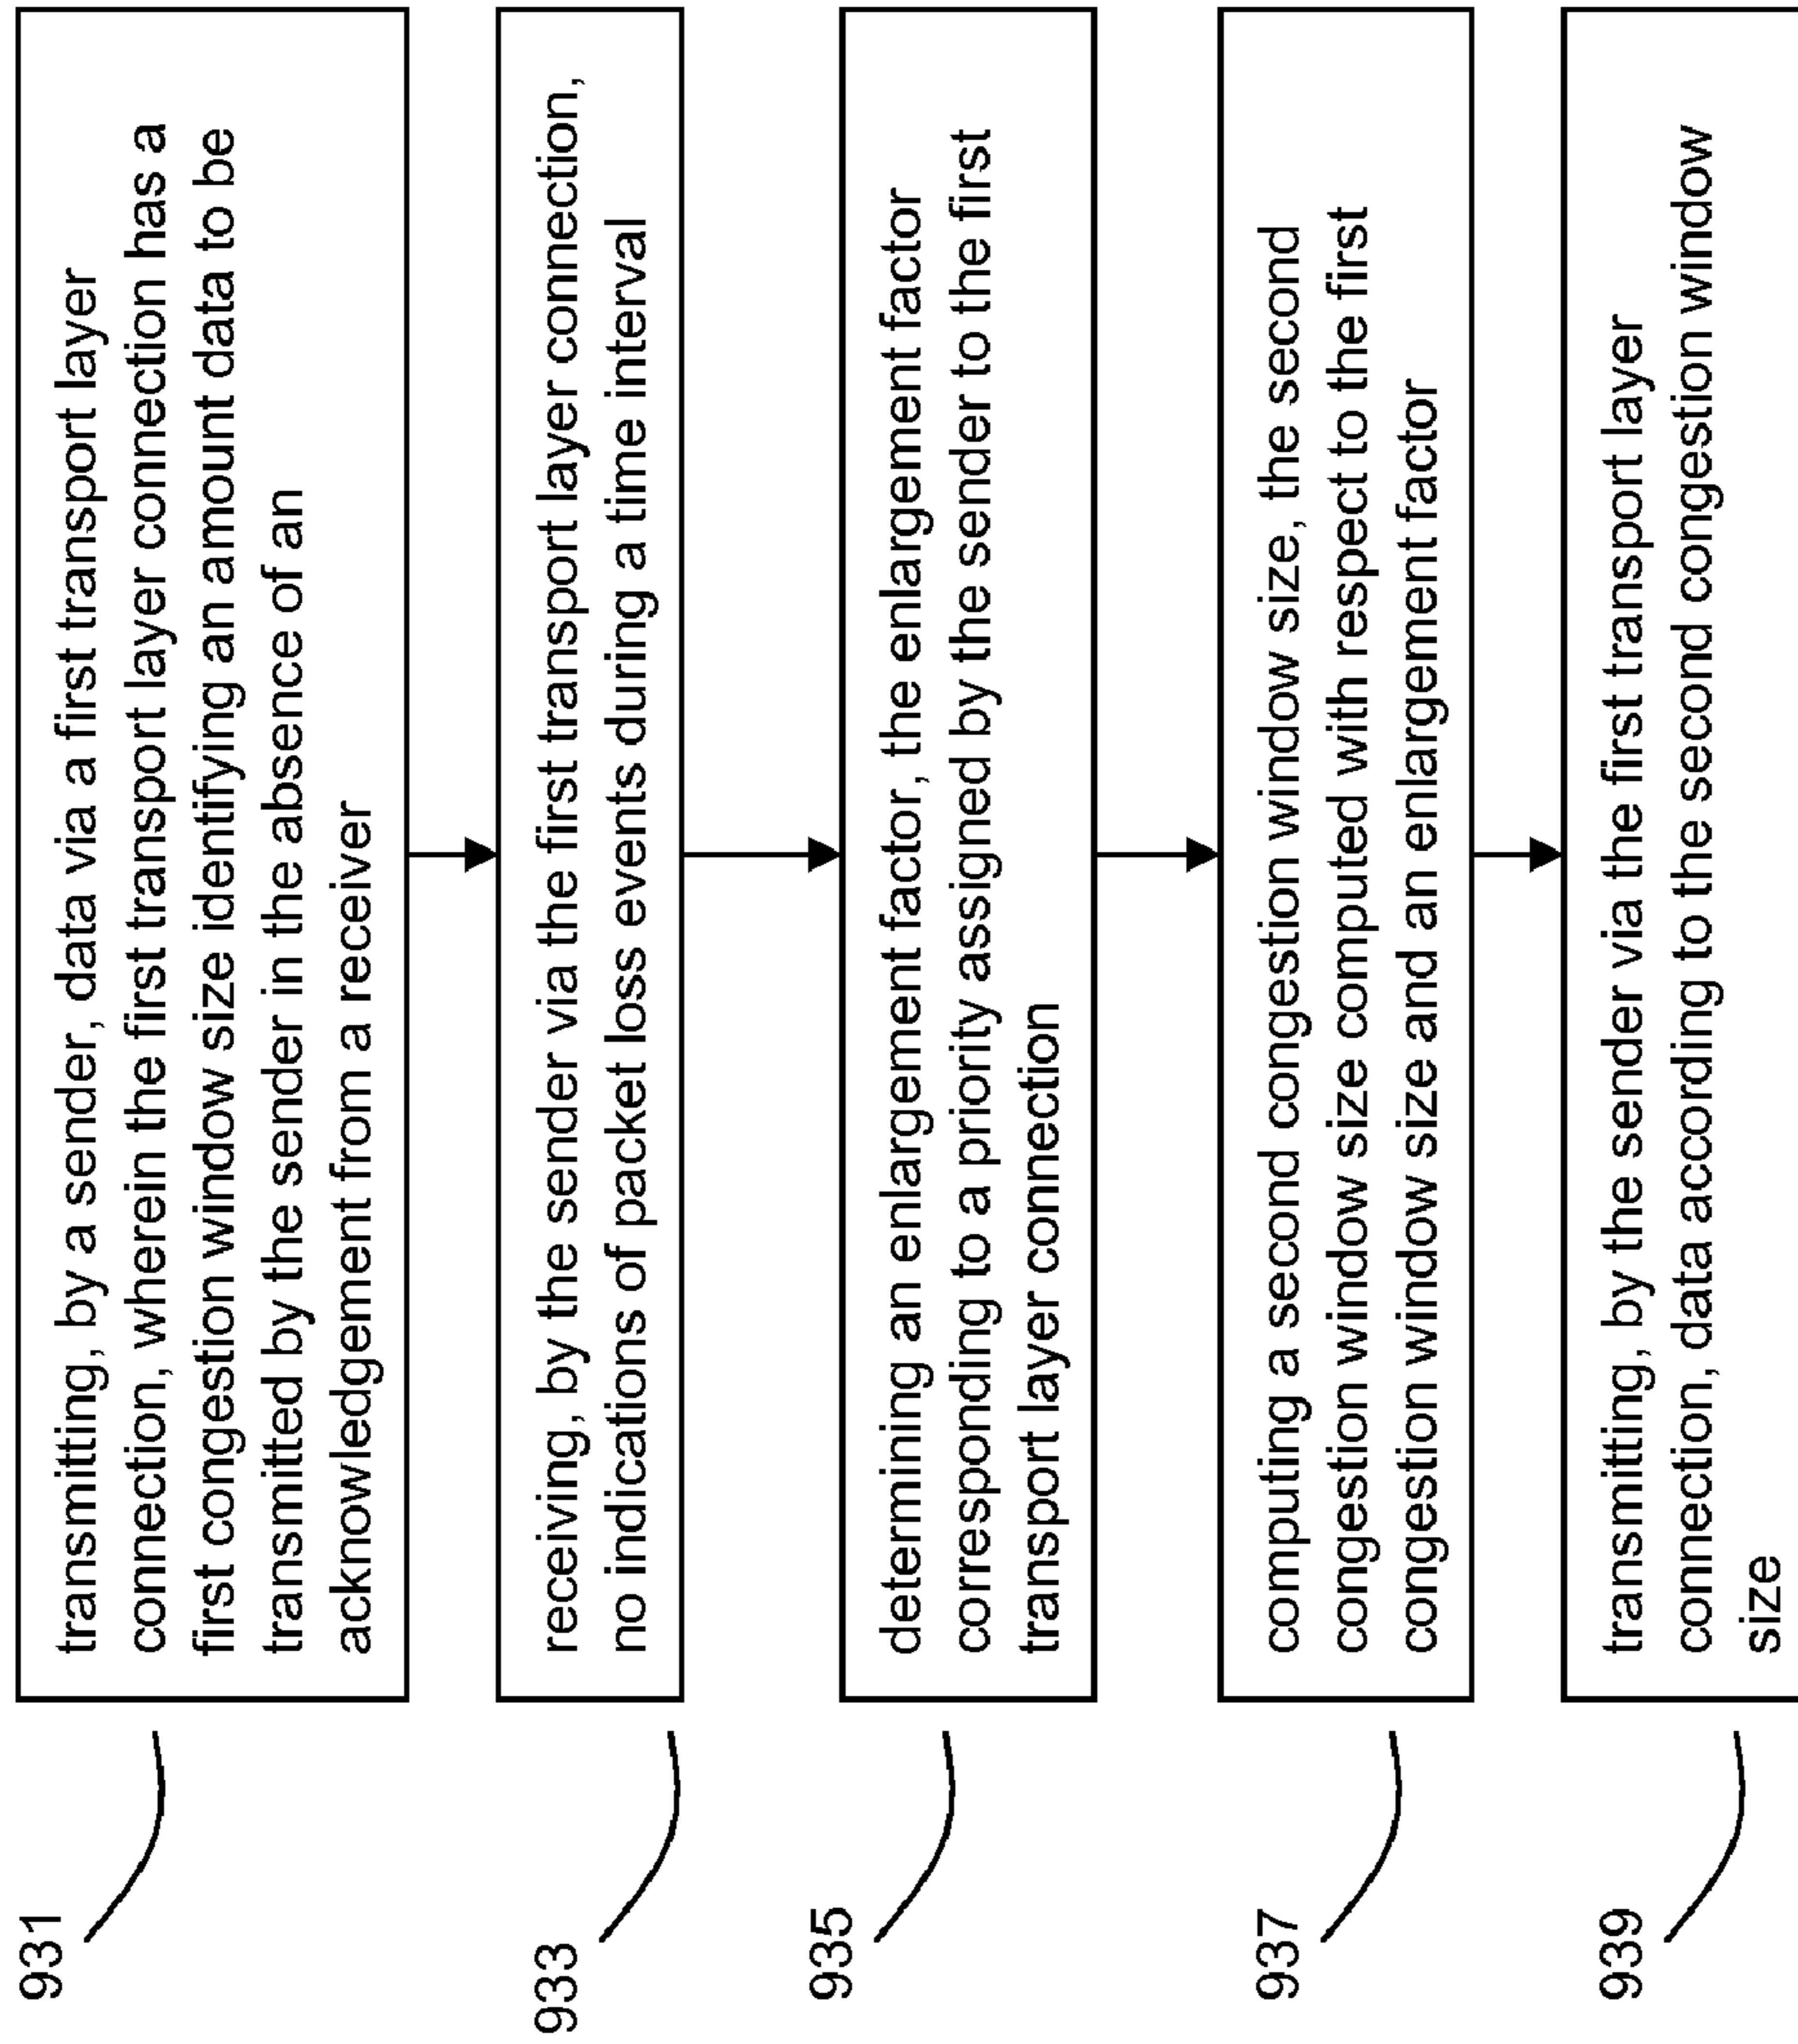 931
transmitting, by a sender, data via a first transport layer
connection, wherein the first transport layer connection has a
first congestion window size identifying an amount data to be
transmitted by the sender in the absence of an
acknowledgement from a receiver
933
receiving, by the sender via the first transport layer connection,
no indications of packet loss events during a time interval
935
determining an enlargement factor, the enlargement factor
corresponding to a priority assigned by the sender to the first
transport layer connection
937
computing a second congestion window size, the second
congestion window size computed with respect to the first
congestion window size and an enlargement factor
939
transmitting, by the sender via the first transport layer
connection, data according to the second congestion window
size